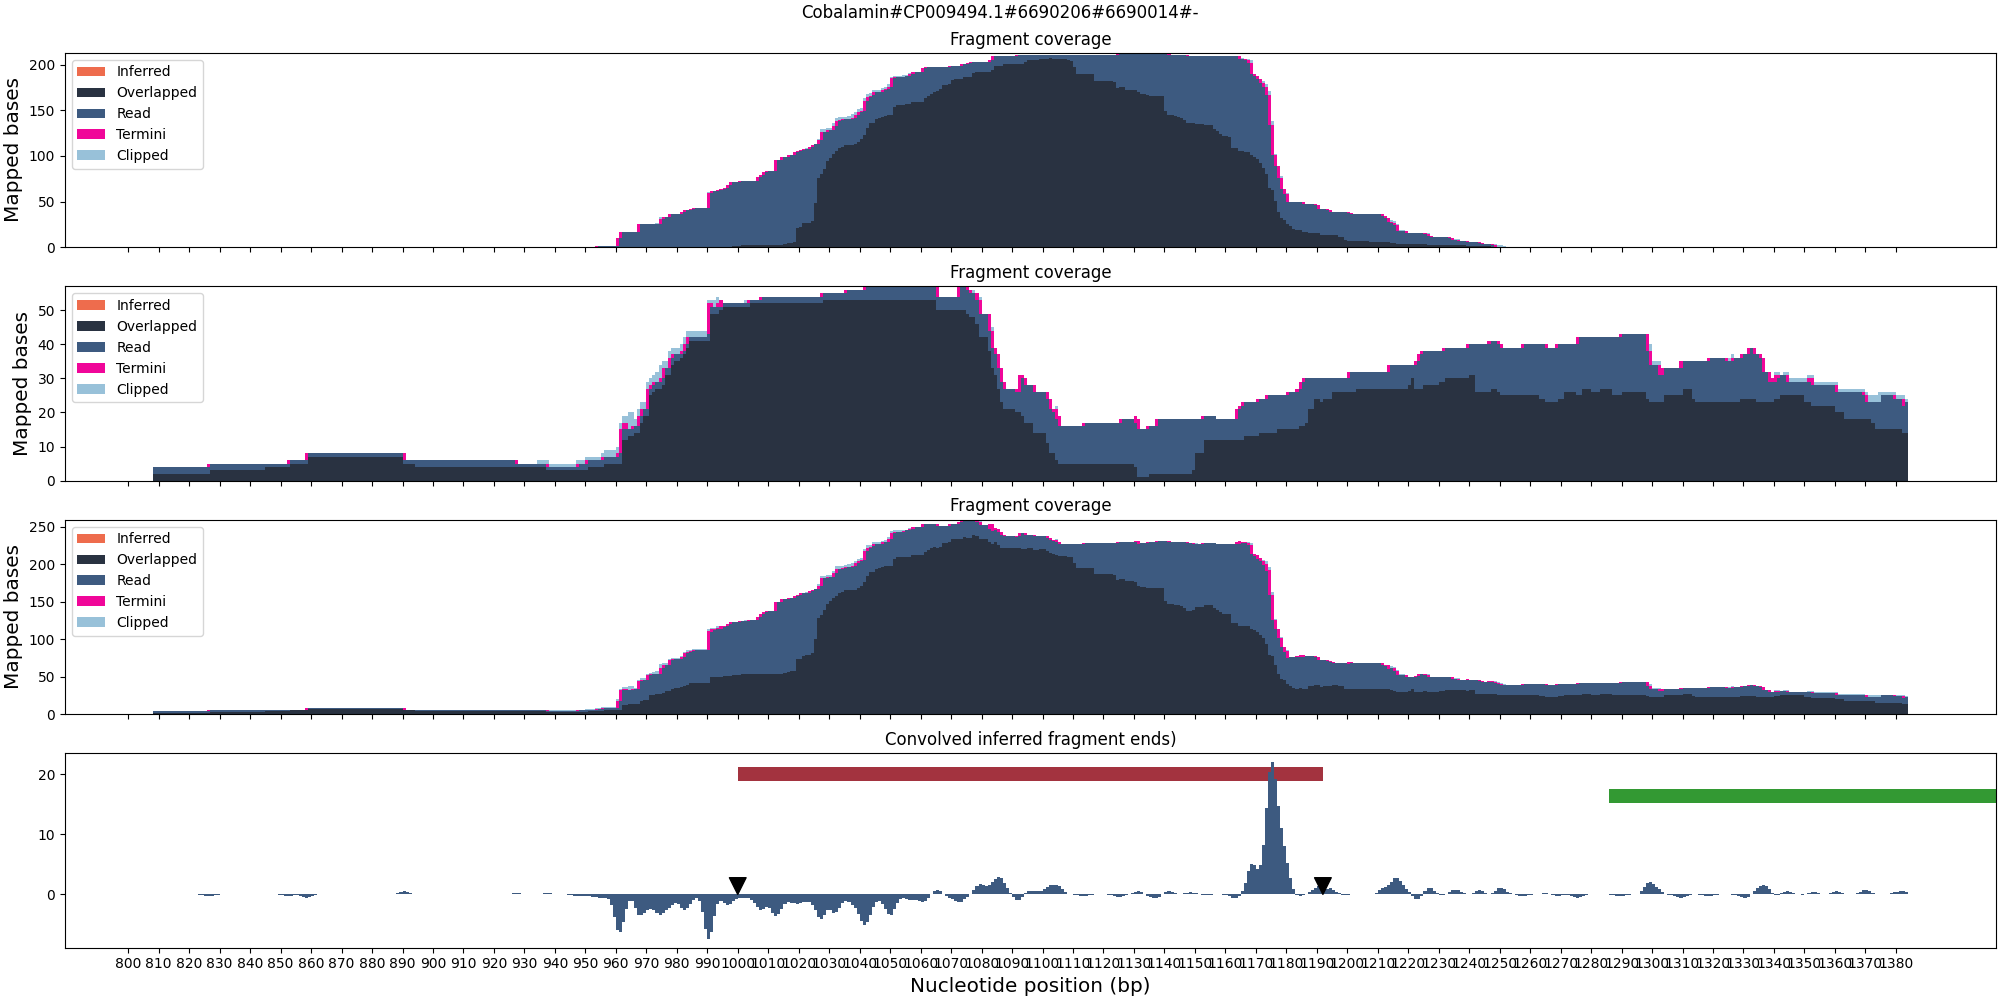 Cobalamin#CP009494.1#6690206#6690014#-
Fragment coverage
Mapped bases
200
150
100
50
0
Inferred
Overlapped
Read
Termini
Clipped
Fragment coverage
Mapped bases
50
40
30
20
10
0
Inferred
Overlapped
Read
Termini
Clipped
Fragment coverage
Mapped bases
250
200
150
100
50
0
Inferred
Overlapped
Read
Termini
Clipped
Convolved inferred fragment ends)
20
10
0
800 810 820 830 840 850 860 870 880 890 900 910 920 930 940 950 960 970 980 990 1000 1010 1020 1030 1040 1050 1060 1070 1080 1090 1100 1110 1120 1130 1140 1150 1160 1170 1180 1190 1200 1210 1220 1230 1240 1250 1260 1270 1280 1290 1300 1310 1320 1330 1340 1350 1360 1370 1380
Nucleotide position (bp)